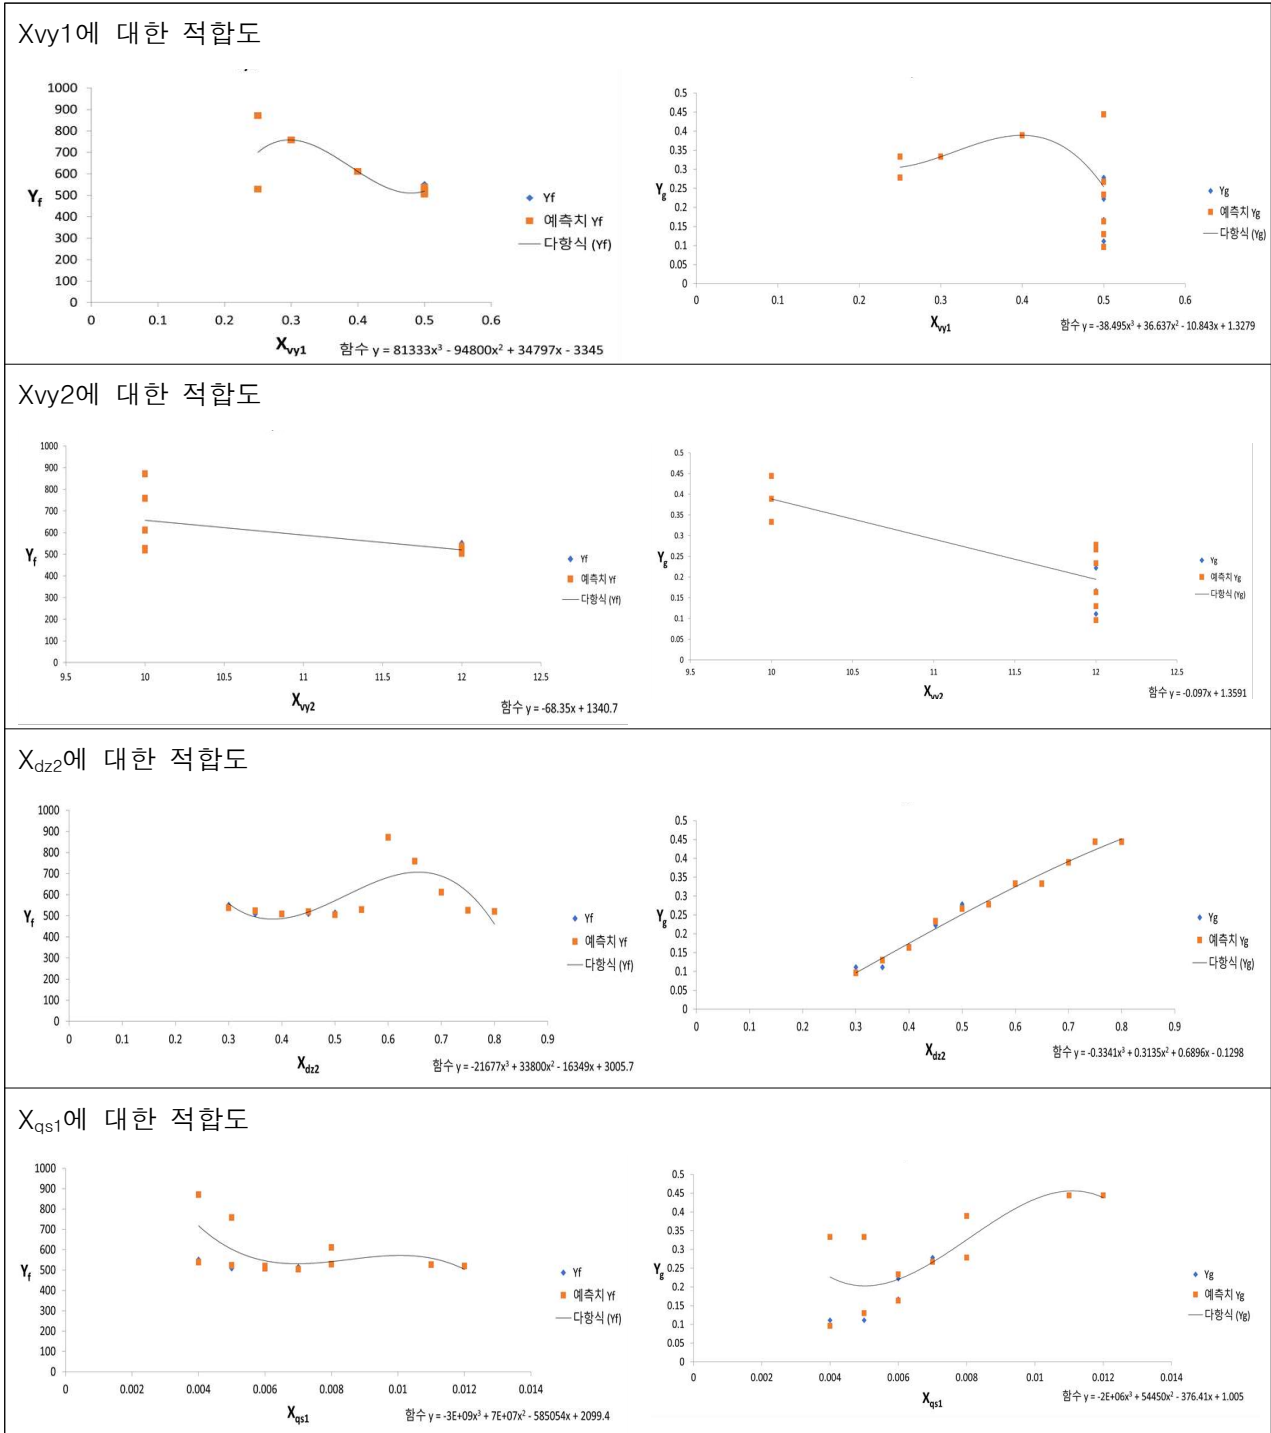 Xvy1에 대한 적합도
1000
900
800
700
600
500
400
300
200
100
0
0 0.1 0.2 0.3 0.4 0.5 0.6
Yf
Xvy1
Yf
예측치 Yf
다항식 (Yf)
함수 y = 81333x³ - 94800x² + 34797x - 3345
0.5
0.45
0.4
0.35
0.3
0.25
0.2
0.15
0.1
0.05
0
0 0.1 0.2 0.3 0.4 0.5 0.6
Yg
Xvy1
Yg
예측치 Yg
다항식 (Yg)
함수 y = -38.495x³ + 36.637x² - 10.843x + 1.3279
Xvy2에 대한 적합도
1000
900
800
700
600
500
400
300
200
100
0
9.5 10 10.5 11 11.5 12 12.5
Yf
Xvy2
Yf
예측치 Yf
다항식 (Yf)
함수 y = -68.35x + 1340.7
0.5
0.45
0.4
0.35
0.3
0.25
0.2
0.15
0.1
0.05
0
9.5 10 10.5 11 11.5 12 12.5
Yg
Xvy2
Yg
예측치 Yg
다항식 (Yg)
함수 y = -0.097x + 1.3591
Xdz2에 대한 적합도
1000
900
800
700
600
500
400
300
200
100
0
0 0.1 0.2 0.3 0.4 0.5 0.6 0.7 0.8 0.9
Yf
Xdz2
Yf
예측치 Yf
다항식 (Yf)
함수 y = -21677x³ + 33800x² - 16349x + 3005.7
0.5
0.45
0.4
0.35
0.3
0.25
0.2
0.15
0.1
0.05
0
0 0.1 0.2 0.3 0.4 0.5 0.6 0.7 0.8 0.9
Yg
Xdz2
Yg
예측치 Yg
다항식 (Yg)
함수 y = -0.3341x³ + 0.3135x² + 0.6896x - 0.1298
Xqs1에 대한 적합도
1000
900
800
700
600
500
400
300
200
100
0
0 0.002 0.004 0.006 0.008 0.01 0.012 0.014
Yf
Xqs1
Yf
예측치 Yf
다항식 (Yf)
함수 y = -3E+09x³ + 7E+07x² - 585054x + 2099.4
0.5
0.45
0.4
0.35
0.3
0.25
0.2
0.15
0.1
0.05
0
0 0.002 0.004 0.006 0.008 0.01 0.012 0.014
Yg
Xqs1
Yg
예측치 Yg
다항식 (Yg)
함수 y = -2E+06x³ + 54450x² - 376.41x + 1.005